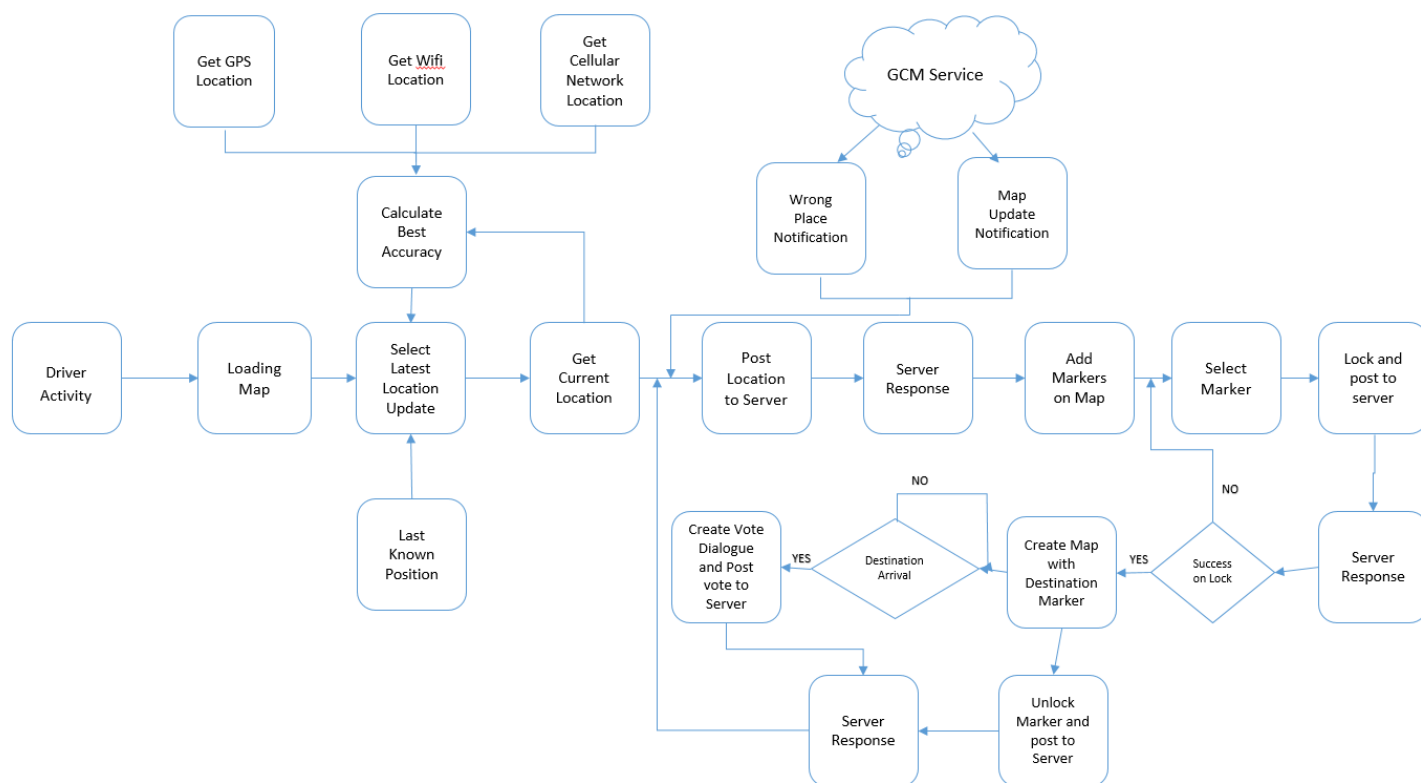 Get GPS
Location
Get Wifi
Location
Get
Cellular
Network
Location
GCM Service
Calculate
Best
Accuracy
Wrong
Place
Notification
Map
Update
Notification
Driver
Activity
Loading
Map
Select
Latest
Location
Update
Get
Current
Location
Post
Location
to Server
Server
Response
Add
Markers
on Map
Select
Marker
Lock and
post to
server
Last
Known
Position
Create Vote
Dialogue
and Post
vote to
Server
YES
NO
Destination
Arrival
Create Map
with
Destination
Marker
YES
NO
Success
on Lock
Server
Response
Server
Response
Unlock
Marker and
post to
Server